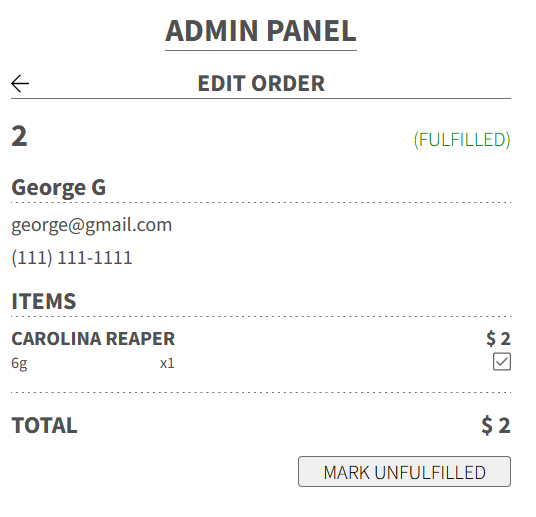 ADMIN PANEL
EDIT ORDER
2 (FULFILLED)
George G
george@gmail.com
(111) 111-1111
ITEMS
CAROLINA REAPER $ 2
6g x1
TOTAL $ 2
MARK UNFULFILLED